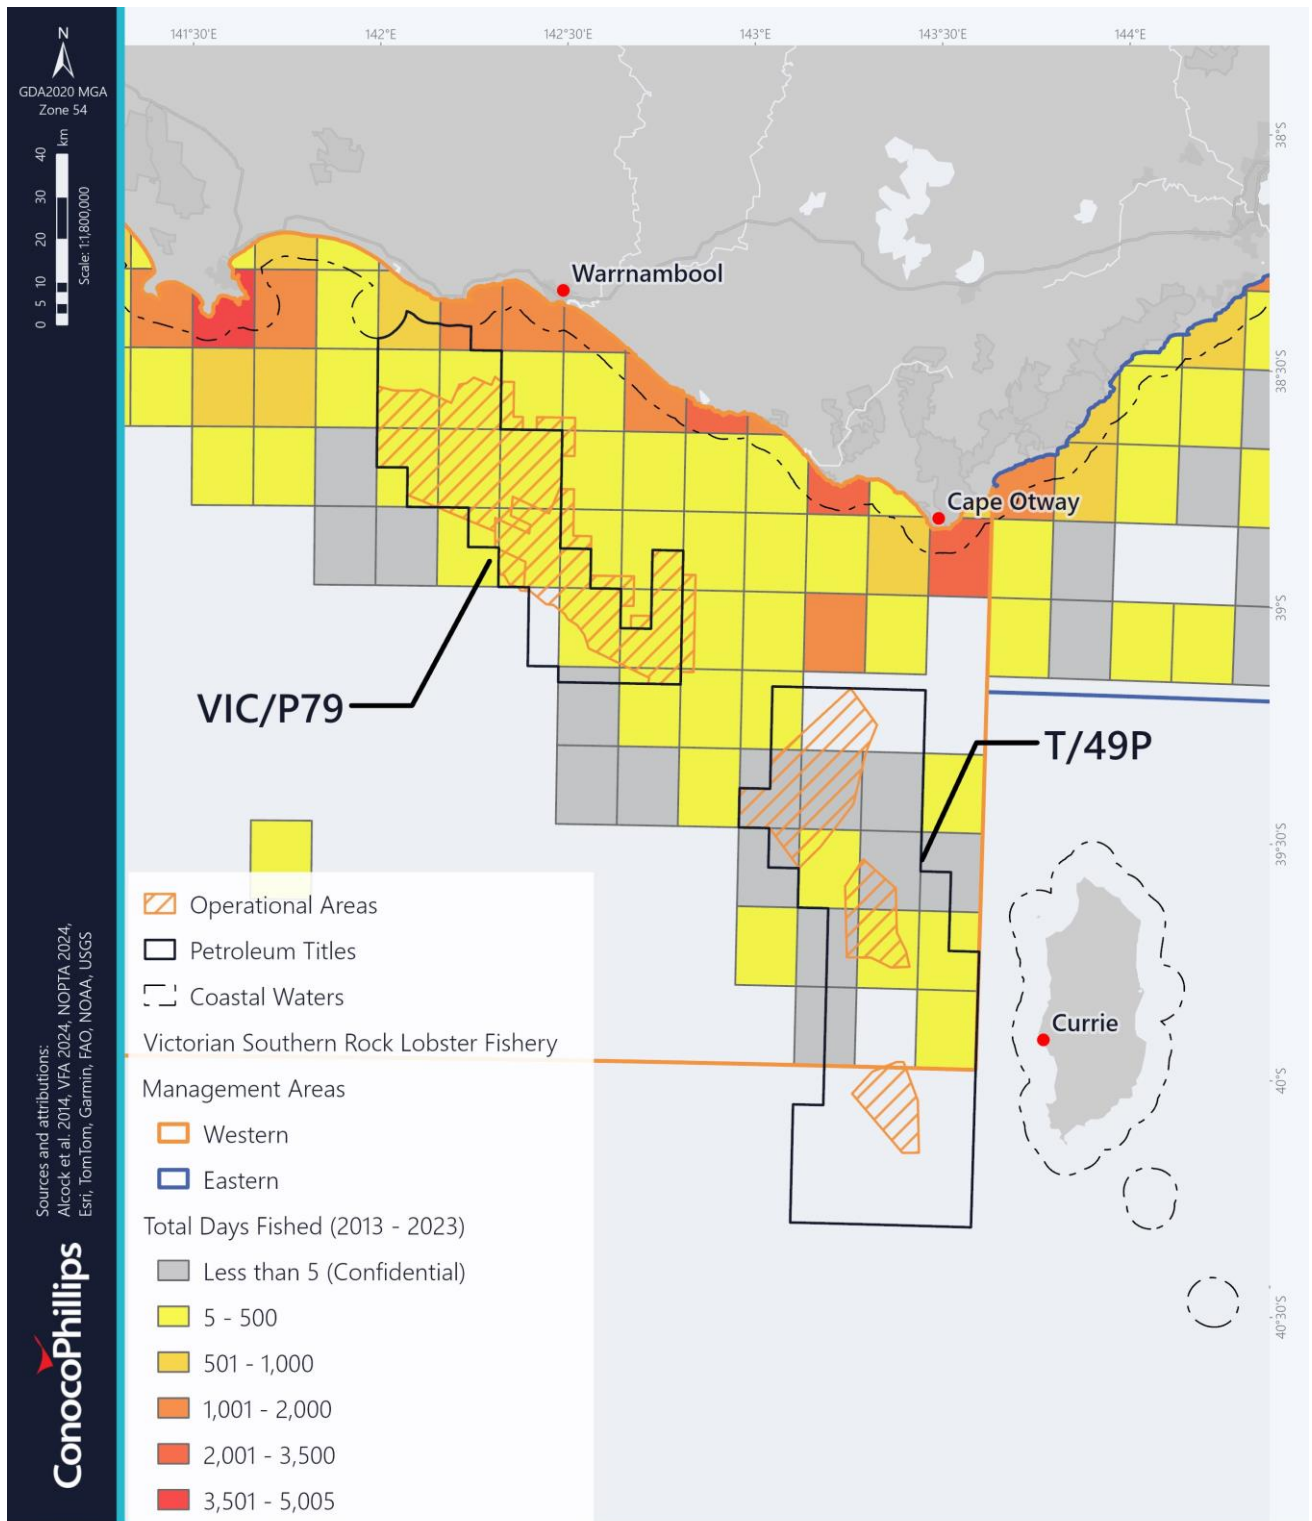 141°30'E
142°E
142°30'E
143°E
143°30'E
144°E
N
GDA2020 MGA
Zone 54
km
40
30
20
10
5
0
Scale: 1:1,800,000
38°S
38°30'S
39°S
39°30'S
40°S
40°30'S
Warrnambool
Cape Otway
VIC/P79
T/49P
Currie
Operational Areas
Petroleum Titles
Coastal Waters
Victorian Southern Rock Lobster Fishery
Management Areas
Western
Eastern
Total Days Fished (2013 - 2023)
Less than 5 (Confidential)
5 - 500
501 - 1,000
1,001 - 2,000
2,001 - 3,500
3,501 - 5,005
Sources and attributions:
Alcock et al. 2014, VFA 2024, NOPTA 2024,
Esri, TomTom, Garmin, FAO, NOAA, USGS
ConocoPhillips